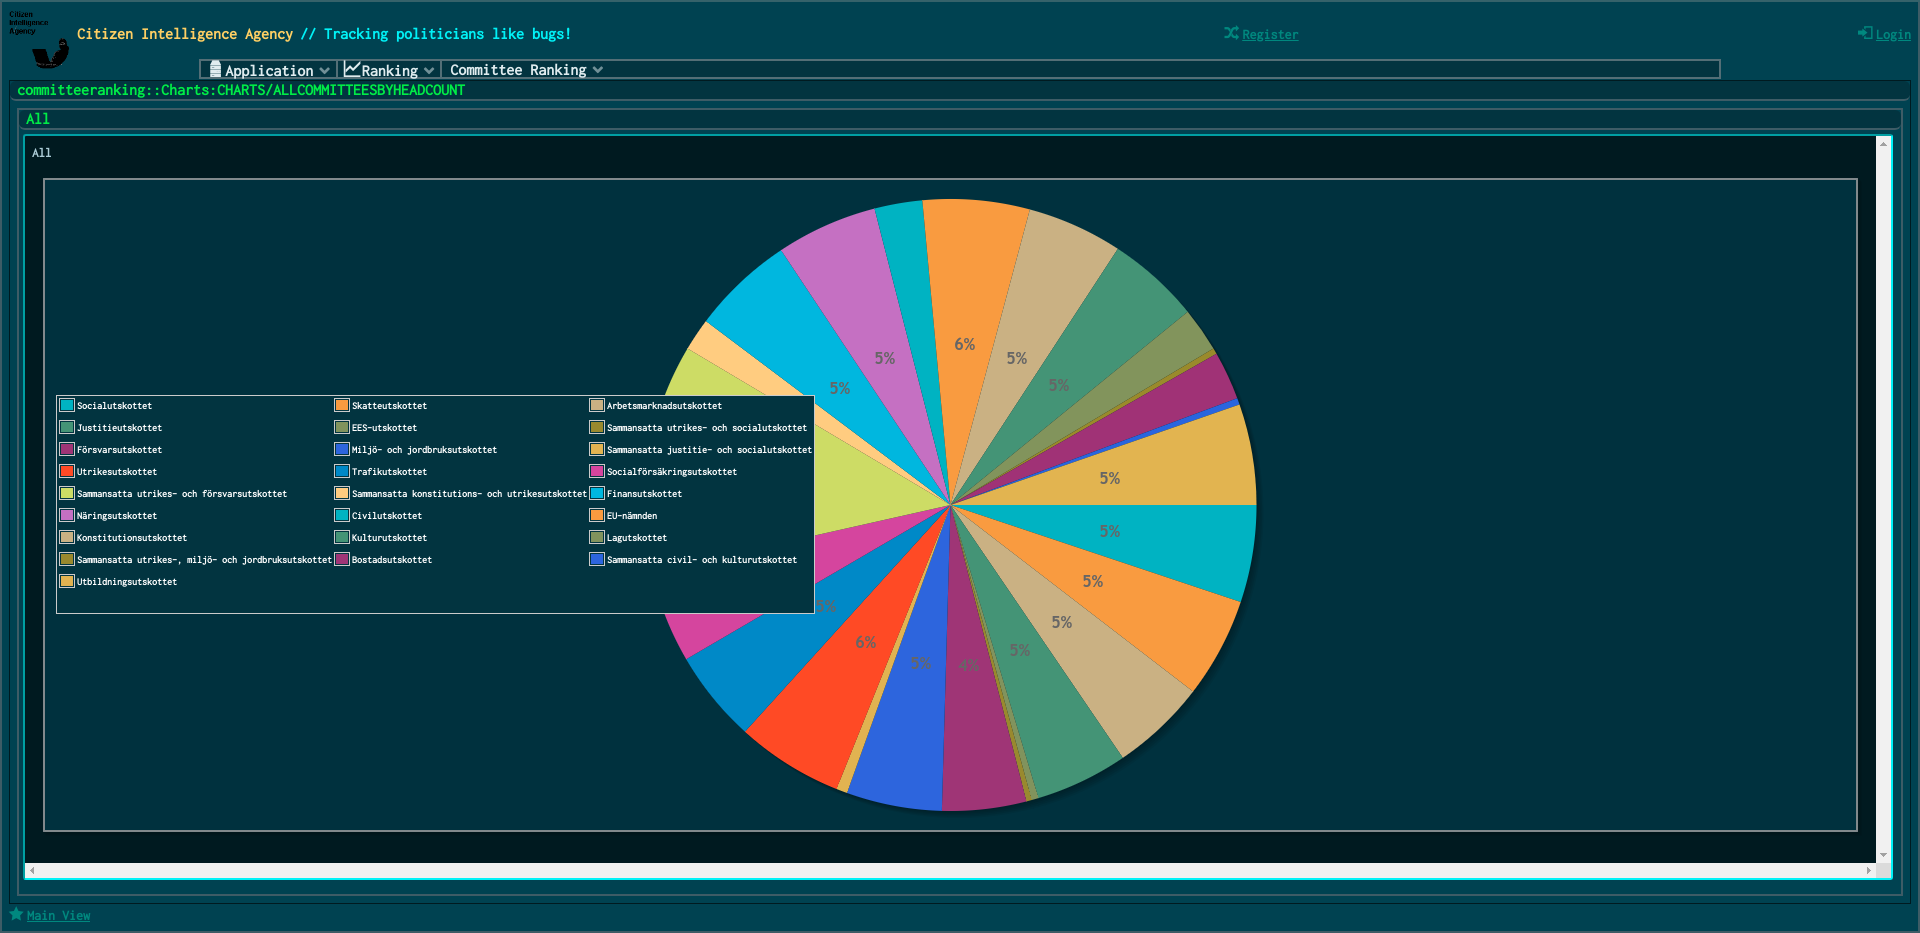 Citizen
Intelligence
Agency
Citizen Intelligence Agency // Tracking politicians like bugs!
Register
Login
Application
Ranking
Committee Ranking
committeeranking::Charts:CHARTS/ALLCOMMITTEESBYHEADCOUNT
All
All
6%
5%
5%
5%
5%
5%
5%
5%
5%
5%
5%
6%
5%
4%
Socialutskottet
Skatteutskottet
Arbetsmarknadsutskottet
Justitieutskottet
EES-utskottet
Sammansatta utrikes- och socialutskottet
Försvarsutskottet
Miljö- och jordbruksutskottet
Sammansatta justitie- och socialutskottet
Utrikesutskottet
Trafikutskottet
Socialförsäkringsutskottet
Sammansatta utrikes- och försvarsutskottet
Sammansatta konstitutions- och utrikesutskottet
Finansutskottet
Näringsutskottet
Civilutskottet
EU-nämnden
Konstitutionsutskottet
Kulturutskottet
Lagutskottet
Sammansatta utrikes-, miljö- och jordbruksutskottet
Bostadsutskottet
Sammansatta civil- och kulturutskottet
Utbildningsutskottet
Main View